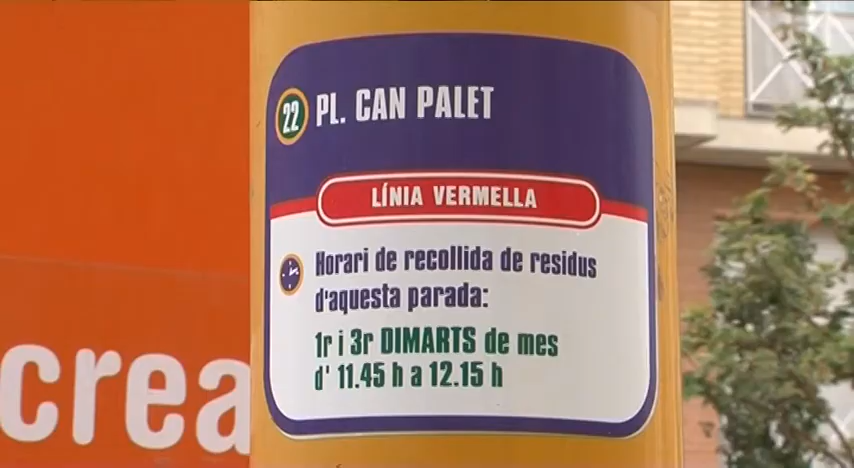 22
PL. CAN PALET
LÍNIA VERMELLA
Horari de recollida de residus
d'aquesta parada:
1r i 3r DIMARTS de mes
d' 11.45 h a 12.15 h
crea